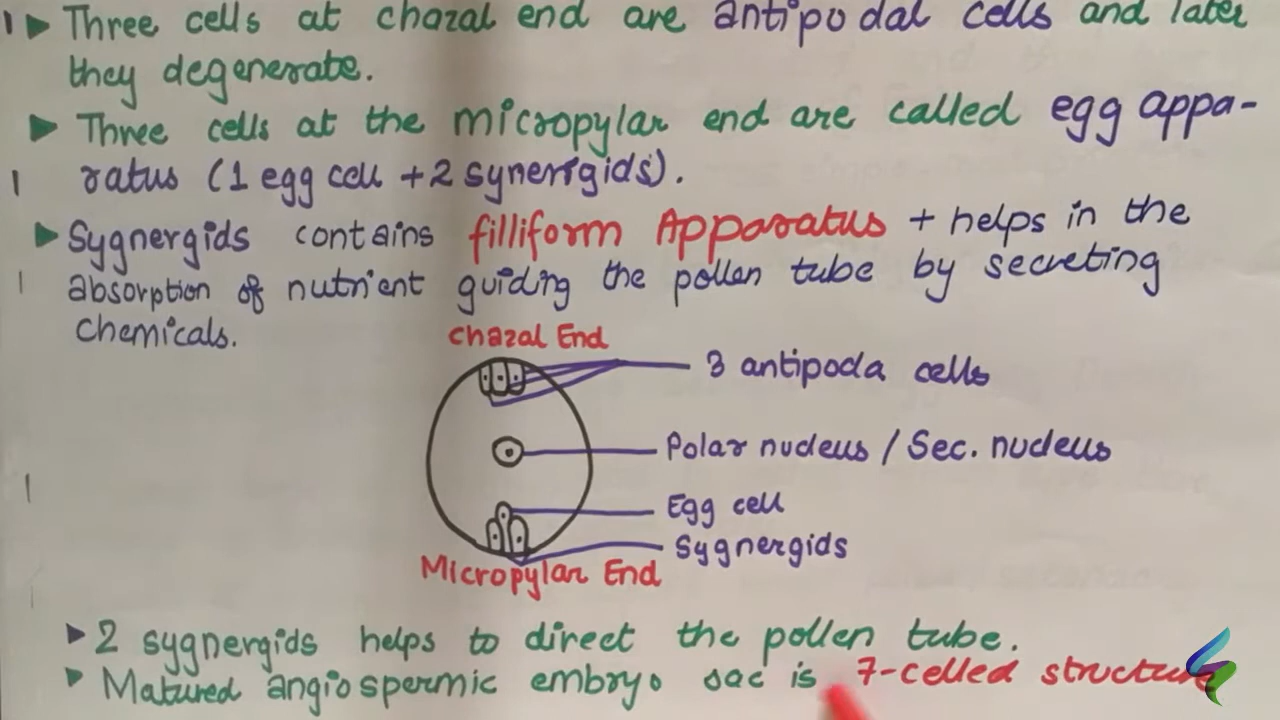 Three cells at chazal end are antipodal cells and later
they degenerate.
Three cells at the micropylar end are called egg appa-
ratus (1 egg cell + 2 synergids).
Sygnergids contains filliform Apparatus + helps in the
absorption of nutrient guiding the pollen tube by secreting
chemicals.
Chazal End
3 antipoda cells
Polar nucleus / Sec. nucleus
Egg cell
Sygnergids
Micropylar End
2 sygnergids helps to direct the pollen tube.
Matured angiospermic embryo sac is 7-celled structure